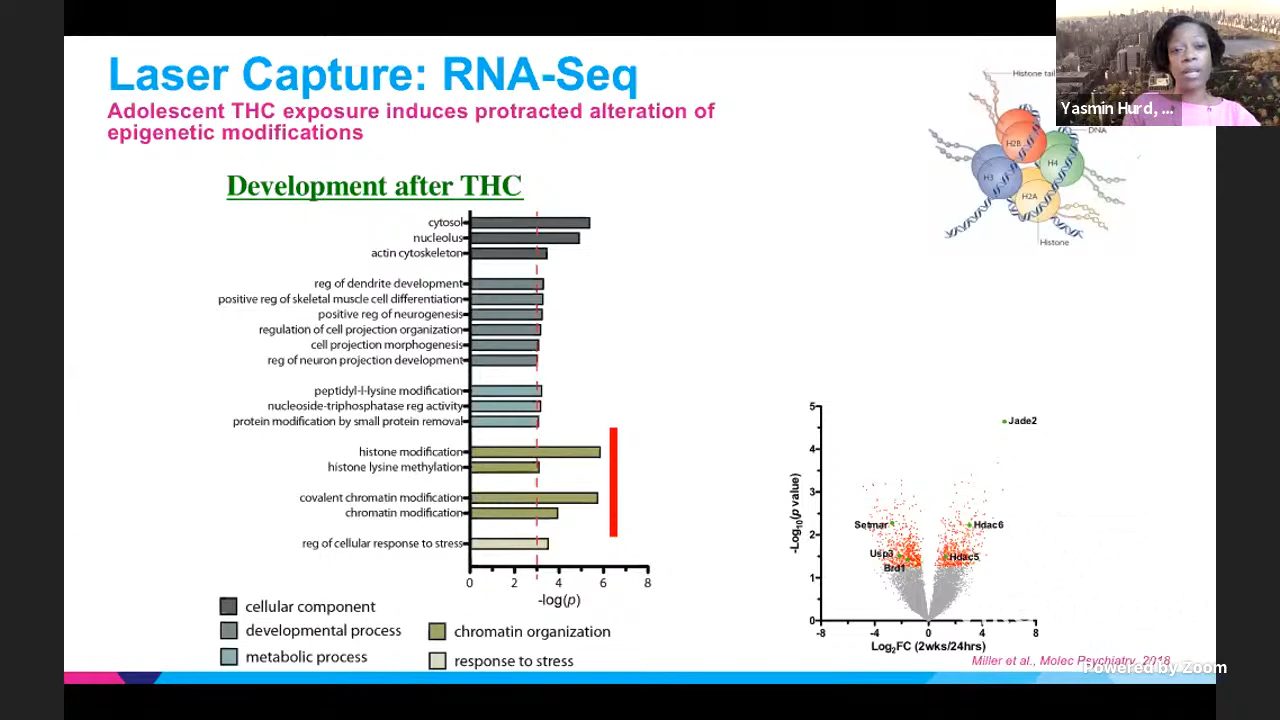 Laser Capture: RNA-Seq
Adolescent THC exposure induces protracted alteration of
epigenetic modifications
Yasmin Hurd, ...
Histone tail
DNA
H2B
H4
H3
H2A
Histone
Development after THC
cytosol
nucleolus
actin cytoskeleton
reg of dendrite development
positive reg of skeletal muscle cell differentiation
positive reg of neurogenesis
regulation of cell projection organization
cell projection morphogenesis
reg of neuron projection development
peptidyl-l-lysine modification
nucleoside-triphosphatase reg activity
protein modification by small protein removal
histone modification
histone lysine methylation
covalent chromatin modification
chromatin modification
reg of cellular response to stress
0 2 4 6 8
-log(p)
cellular component
developmental process
metabolic process
chromatin organization
response to stress
5
4
3
2
1
0
-Log10(p value)
Jade2
Setmar
Hdac6
Usp3
Hdac5
Brd1
-8 -4 0 4 8
Log2FC (2wks/24hrs)
Miller et al., Molec Psychiatry, 2018
Powered by Zoom